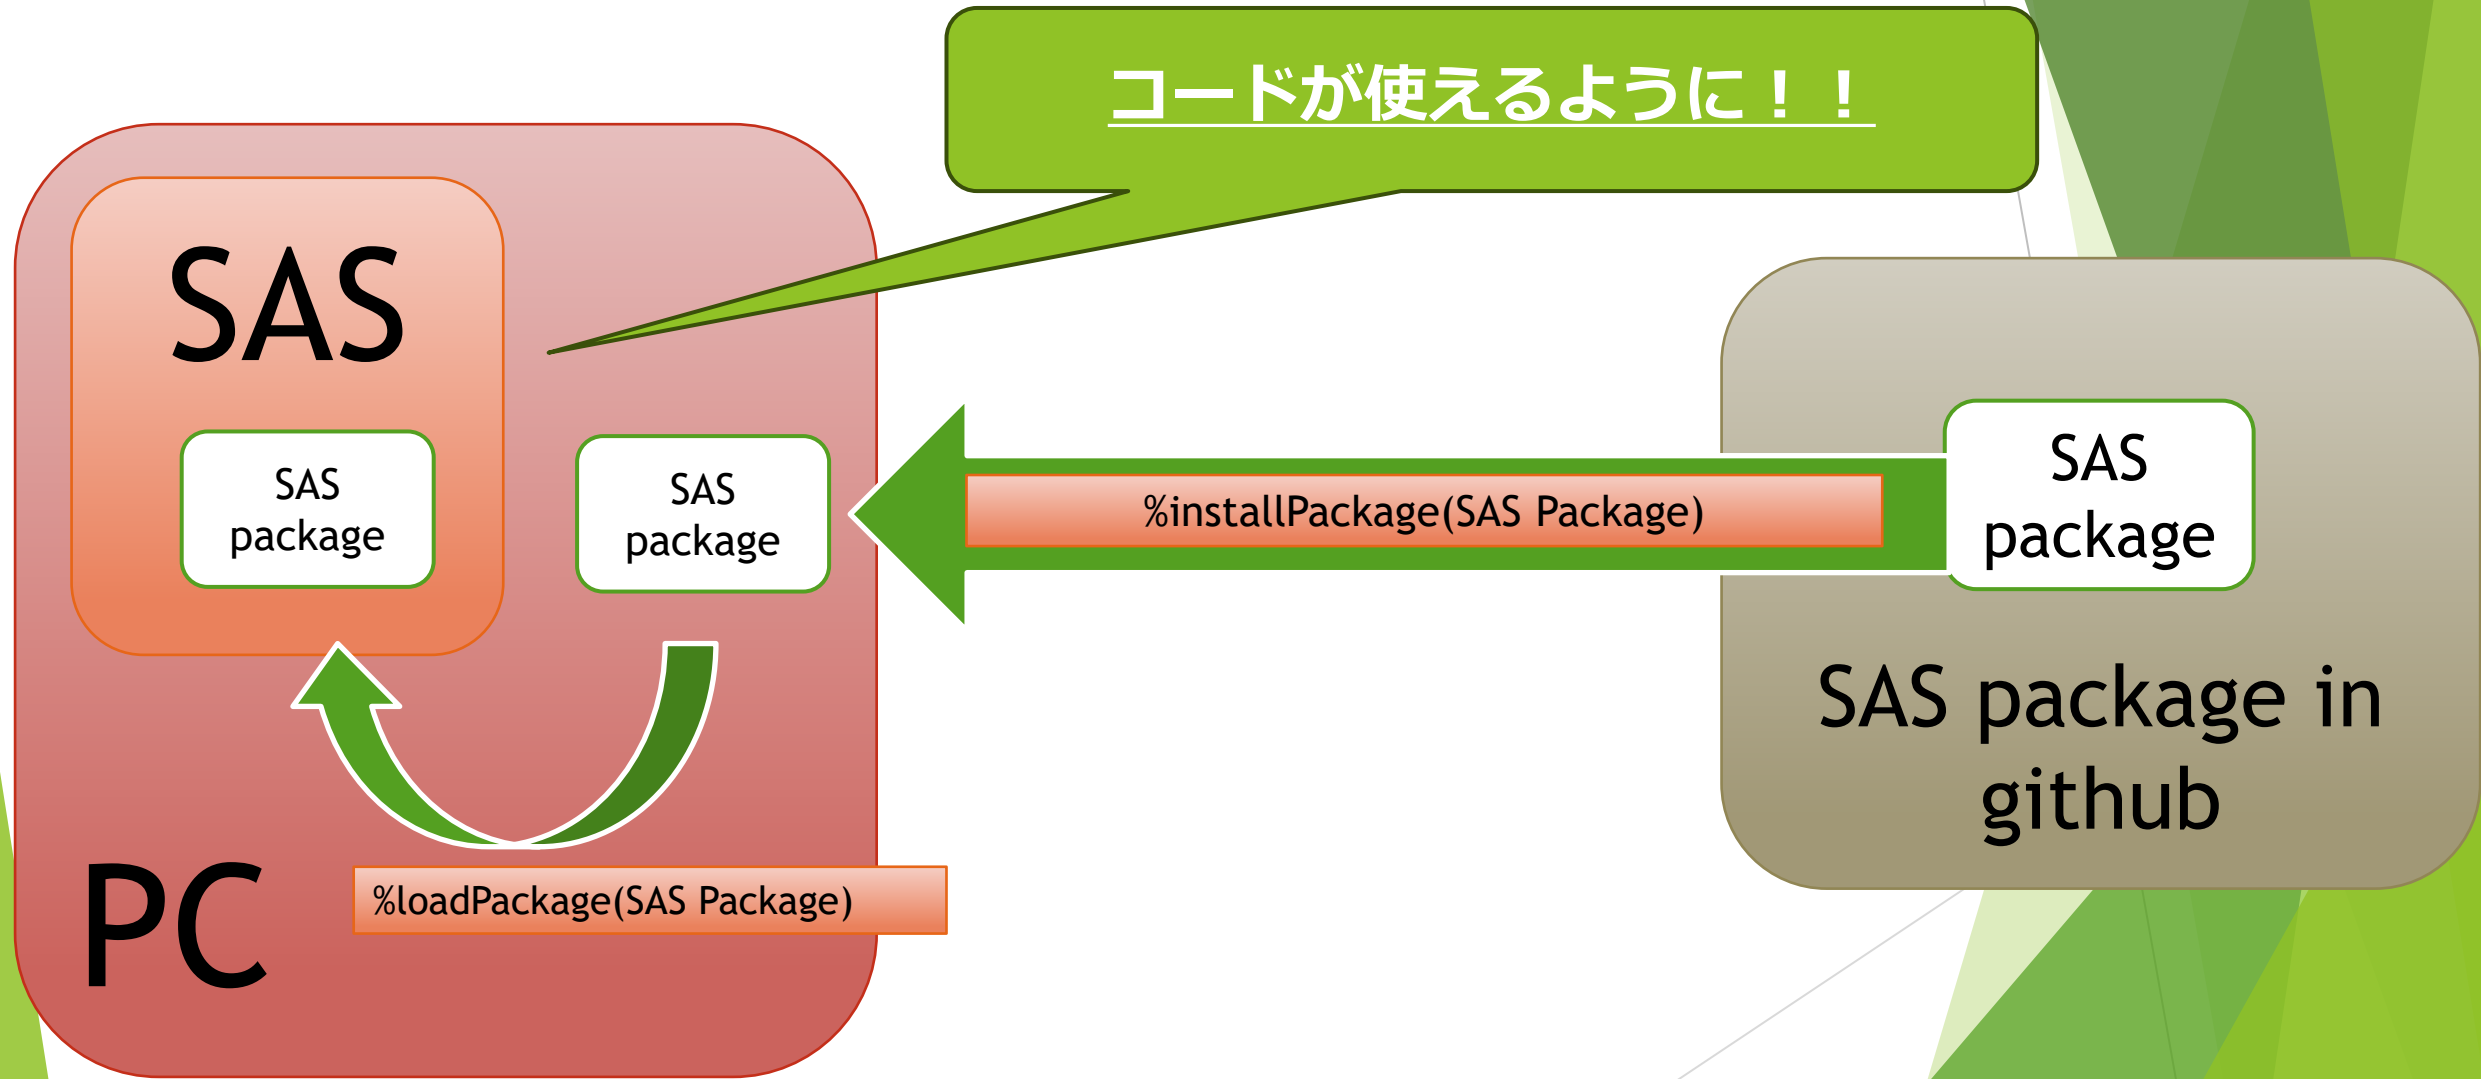 コードが使えるように！！
SAS
SAS
package
SAS
package
%installPackage(SAS Package)
SAS
package
SAS package in
github
PC
%loadPackage(SAS Package)